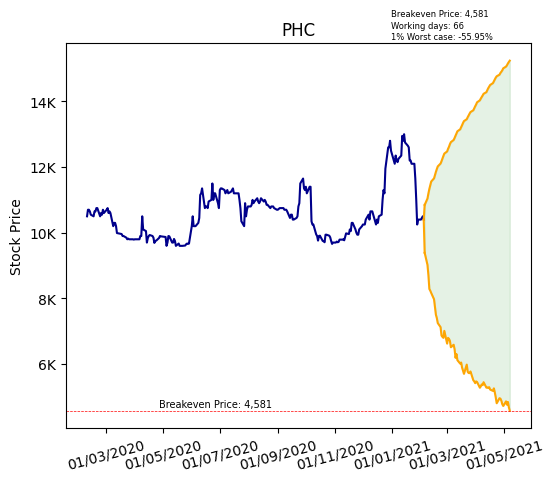 Breakeven Price: 4,581
Working days: 66
1% Worst case: -55.95%
PHC
Stock Price
14K
12K
10K
8K
6K
Breakeven Price: 4,581
01/03/2020 01/05/2020 01/07/2020 01/09/2020 01/11/2020 01/01/2021 01/03/2021 01/05/2021